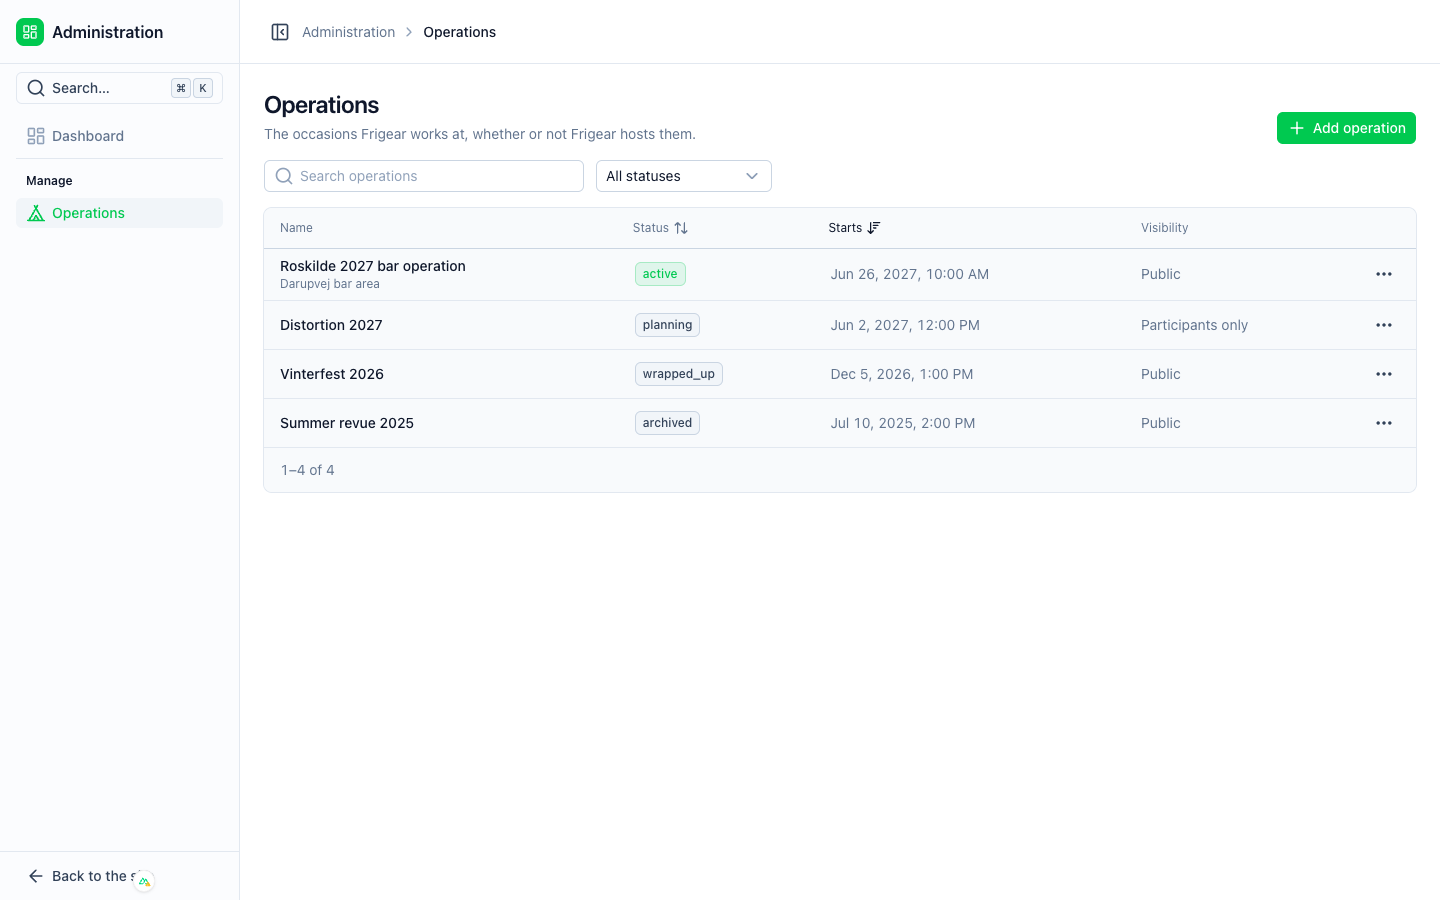 Administration
Search...
⌘ K
Dashboard
Manage
Operations
Back to the
Administration > Operations
Operations
The occasions Frigear works at, whether or not Frigear hosts them.
Add operation
Search operations
All statuses
Name Status Starts Visibility
Roskilde 2027 bar operation active Jun 26, 2027, 10:00 AM Public
Darupvej bar area
Distortion 2027 planning Jun 2, 2027, 12:00 PM Participants only
Vinterfest 2026 wrapped_up Dec 5, 2026, 1:00 PM Public
Summer revue 2025 archived Jul 10, 2025, 2:00 PM Public
1–4 of 4